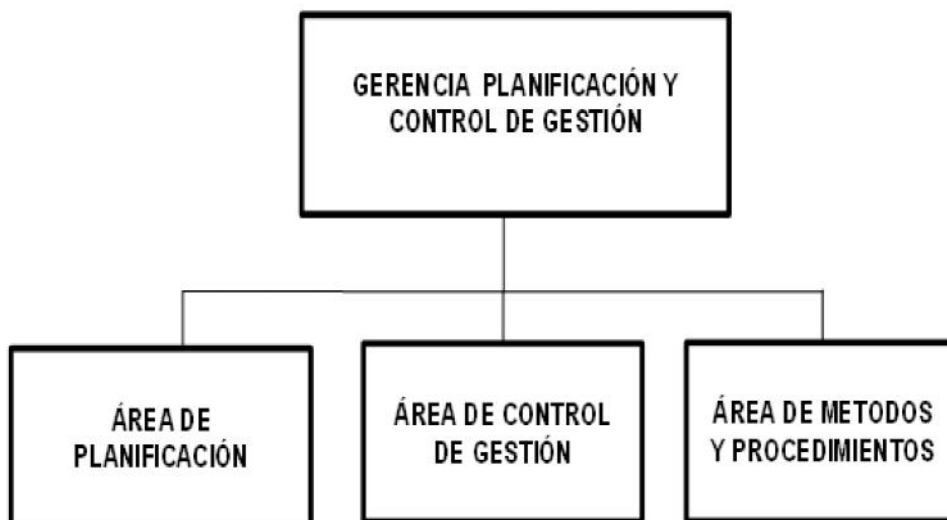 GERENCIA PLANIFICACIÓN Y
CONTROL DE GESTIÓN
ÁREA DE
PLANIFICACIÓN
ÁREA DE CONTROL
DE GESTIÓN
ÁREA DE METODOS
Y PROCEDIMIENTOS